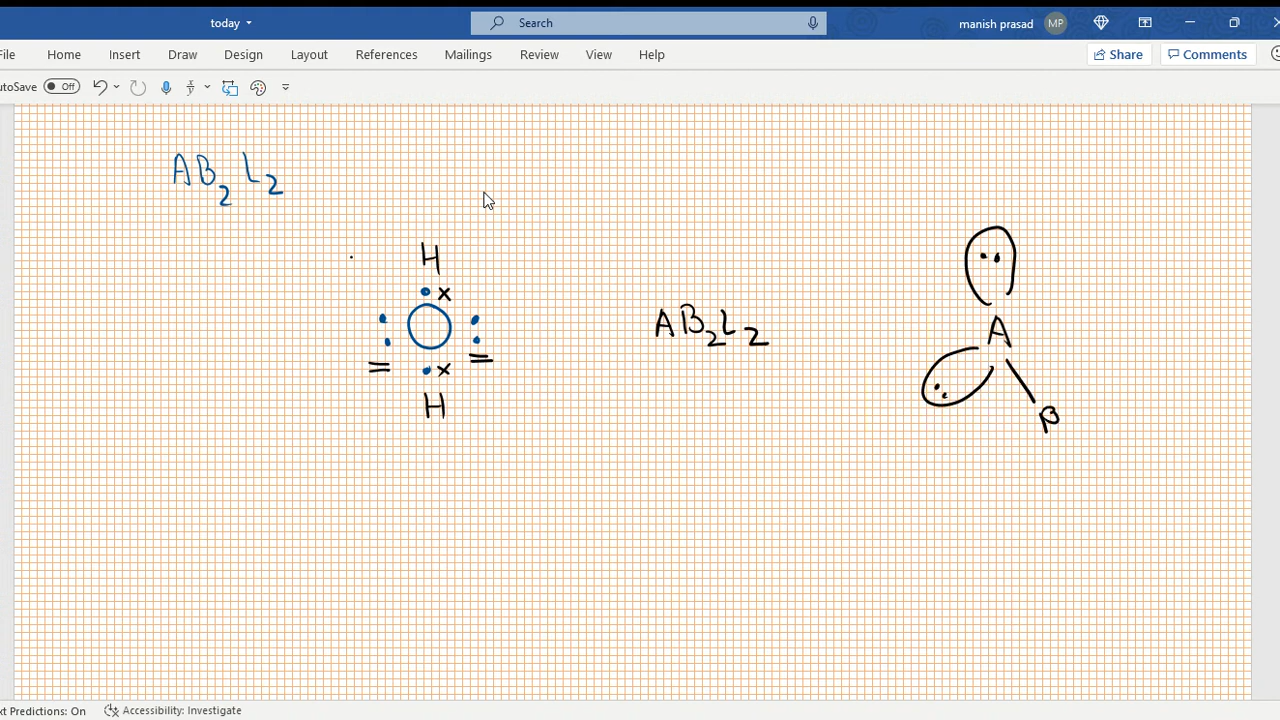 today
Search
manish prasad MP
File Home Insert Draw Design Layout References Mailings Review View Help Share Comments
AutoSave Off
AB₂L₂
H
x
x
H
AB₂L₂
A
B
Text Predictions: On Accessibility: Investigate